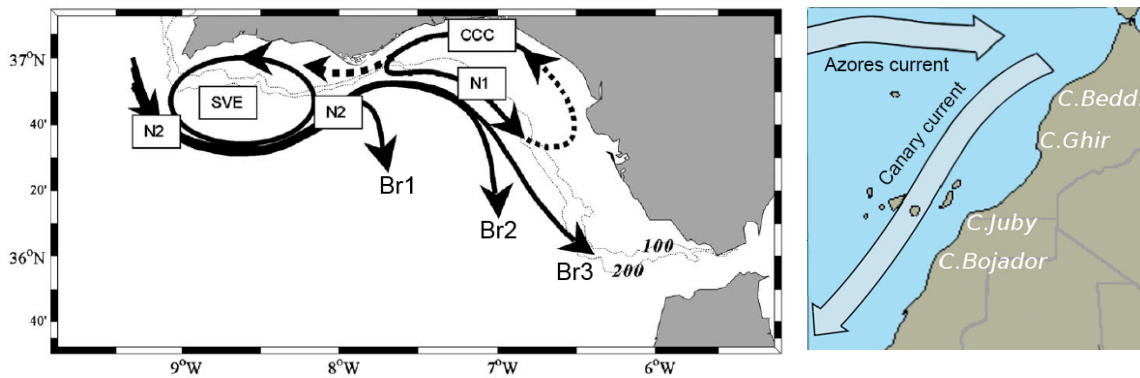 37°N
40'
20'
36°N
40'
9°W
8°W
7°W
6°W
CCC
SVE
N1
N2
N2
Br1
Br2
Br3
100
200
Azores current
Canary current
C.Bedd.
C.Ghir
C.Juby
C.Bojador